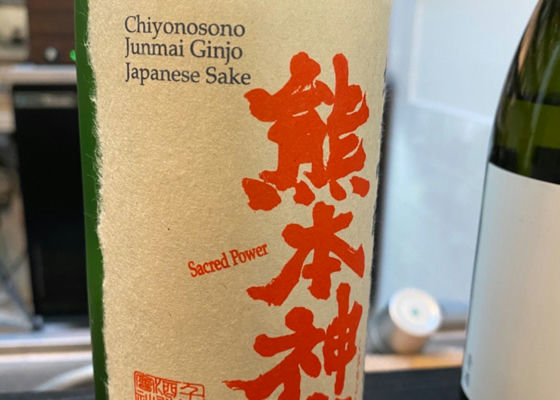 Chiyonosono
Junmai Ginjo
Japanese Sake
熊本神
Sacred Power